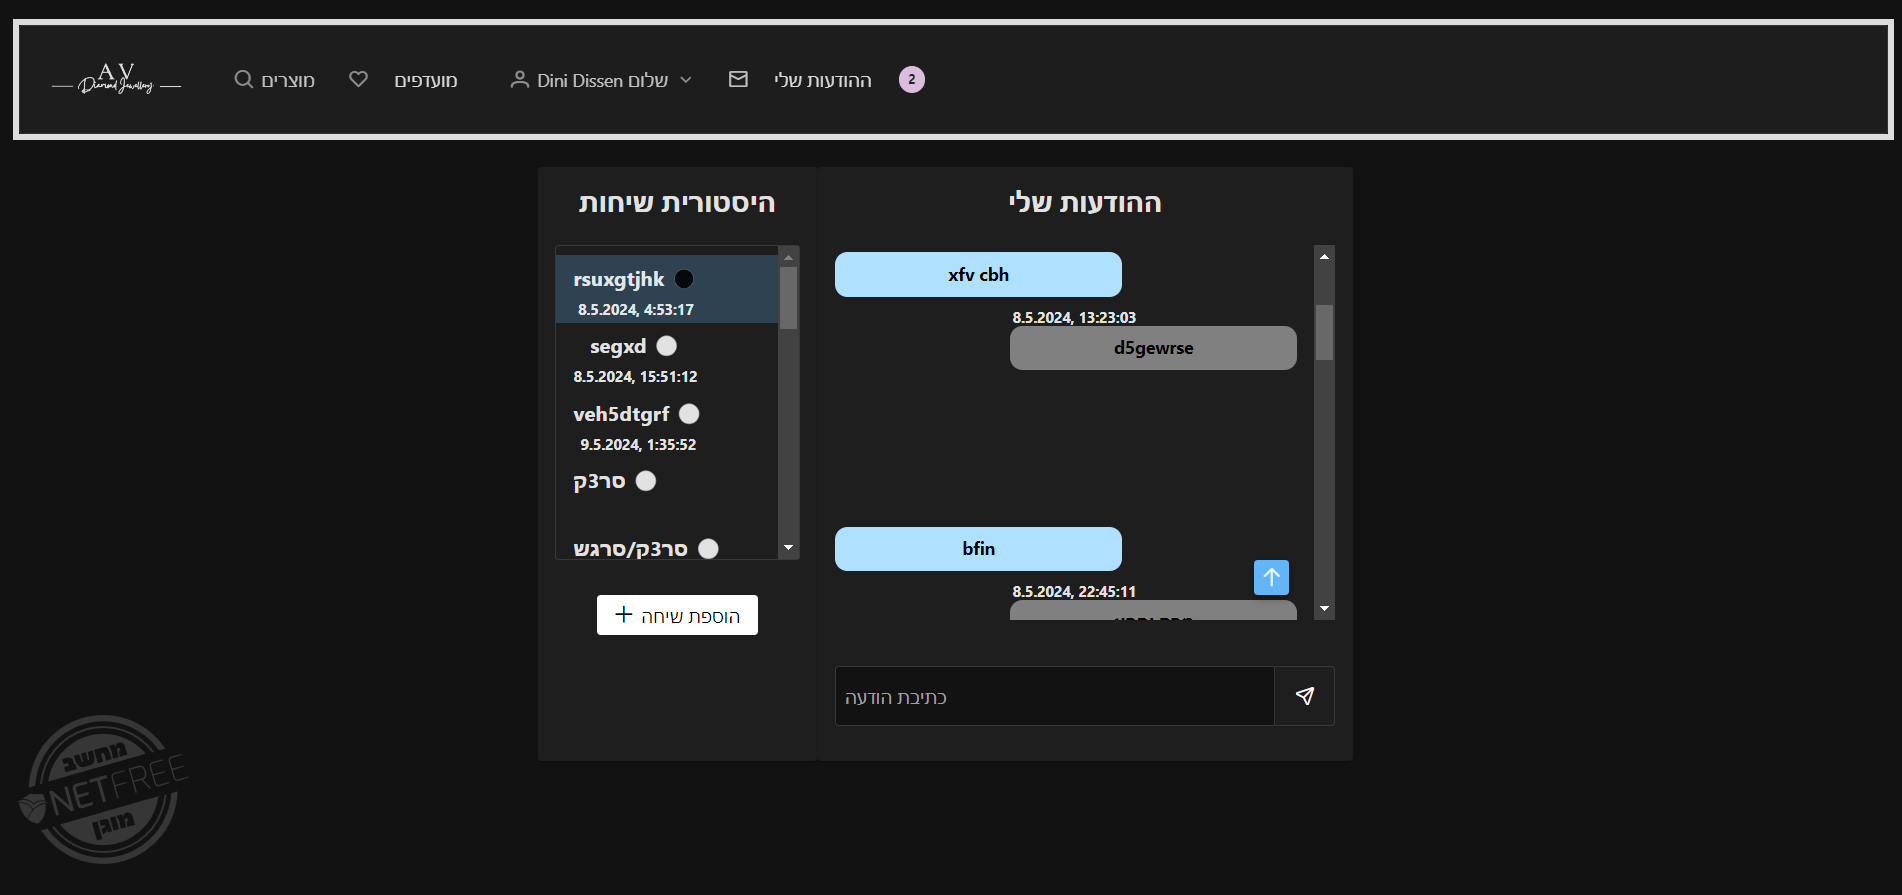 AV
Diamond Jewellery
מוצרים
מועדפים
שלום Dini Dissen
ההודעות שלי
2
היסטורית שיחות
rsuxgtjhk
8.5.2024, 4:53:17
segxd
8.5.2024, 15:51:12
veh5dtgrf
9.5.2024, 1:35:52
סר3ק
סר3ק/סרגש
הוספת שיחה
ההודעות שלי
xfv cbh
8.5.2024, 13:23:03
d5gewrse
bfin
8.5.2024, 22:45:11
כתיבת הודעה
מחשב
NETFREE
מוגן